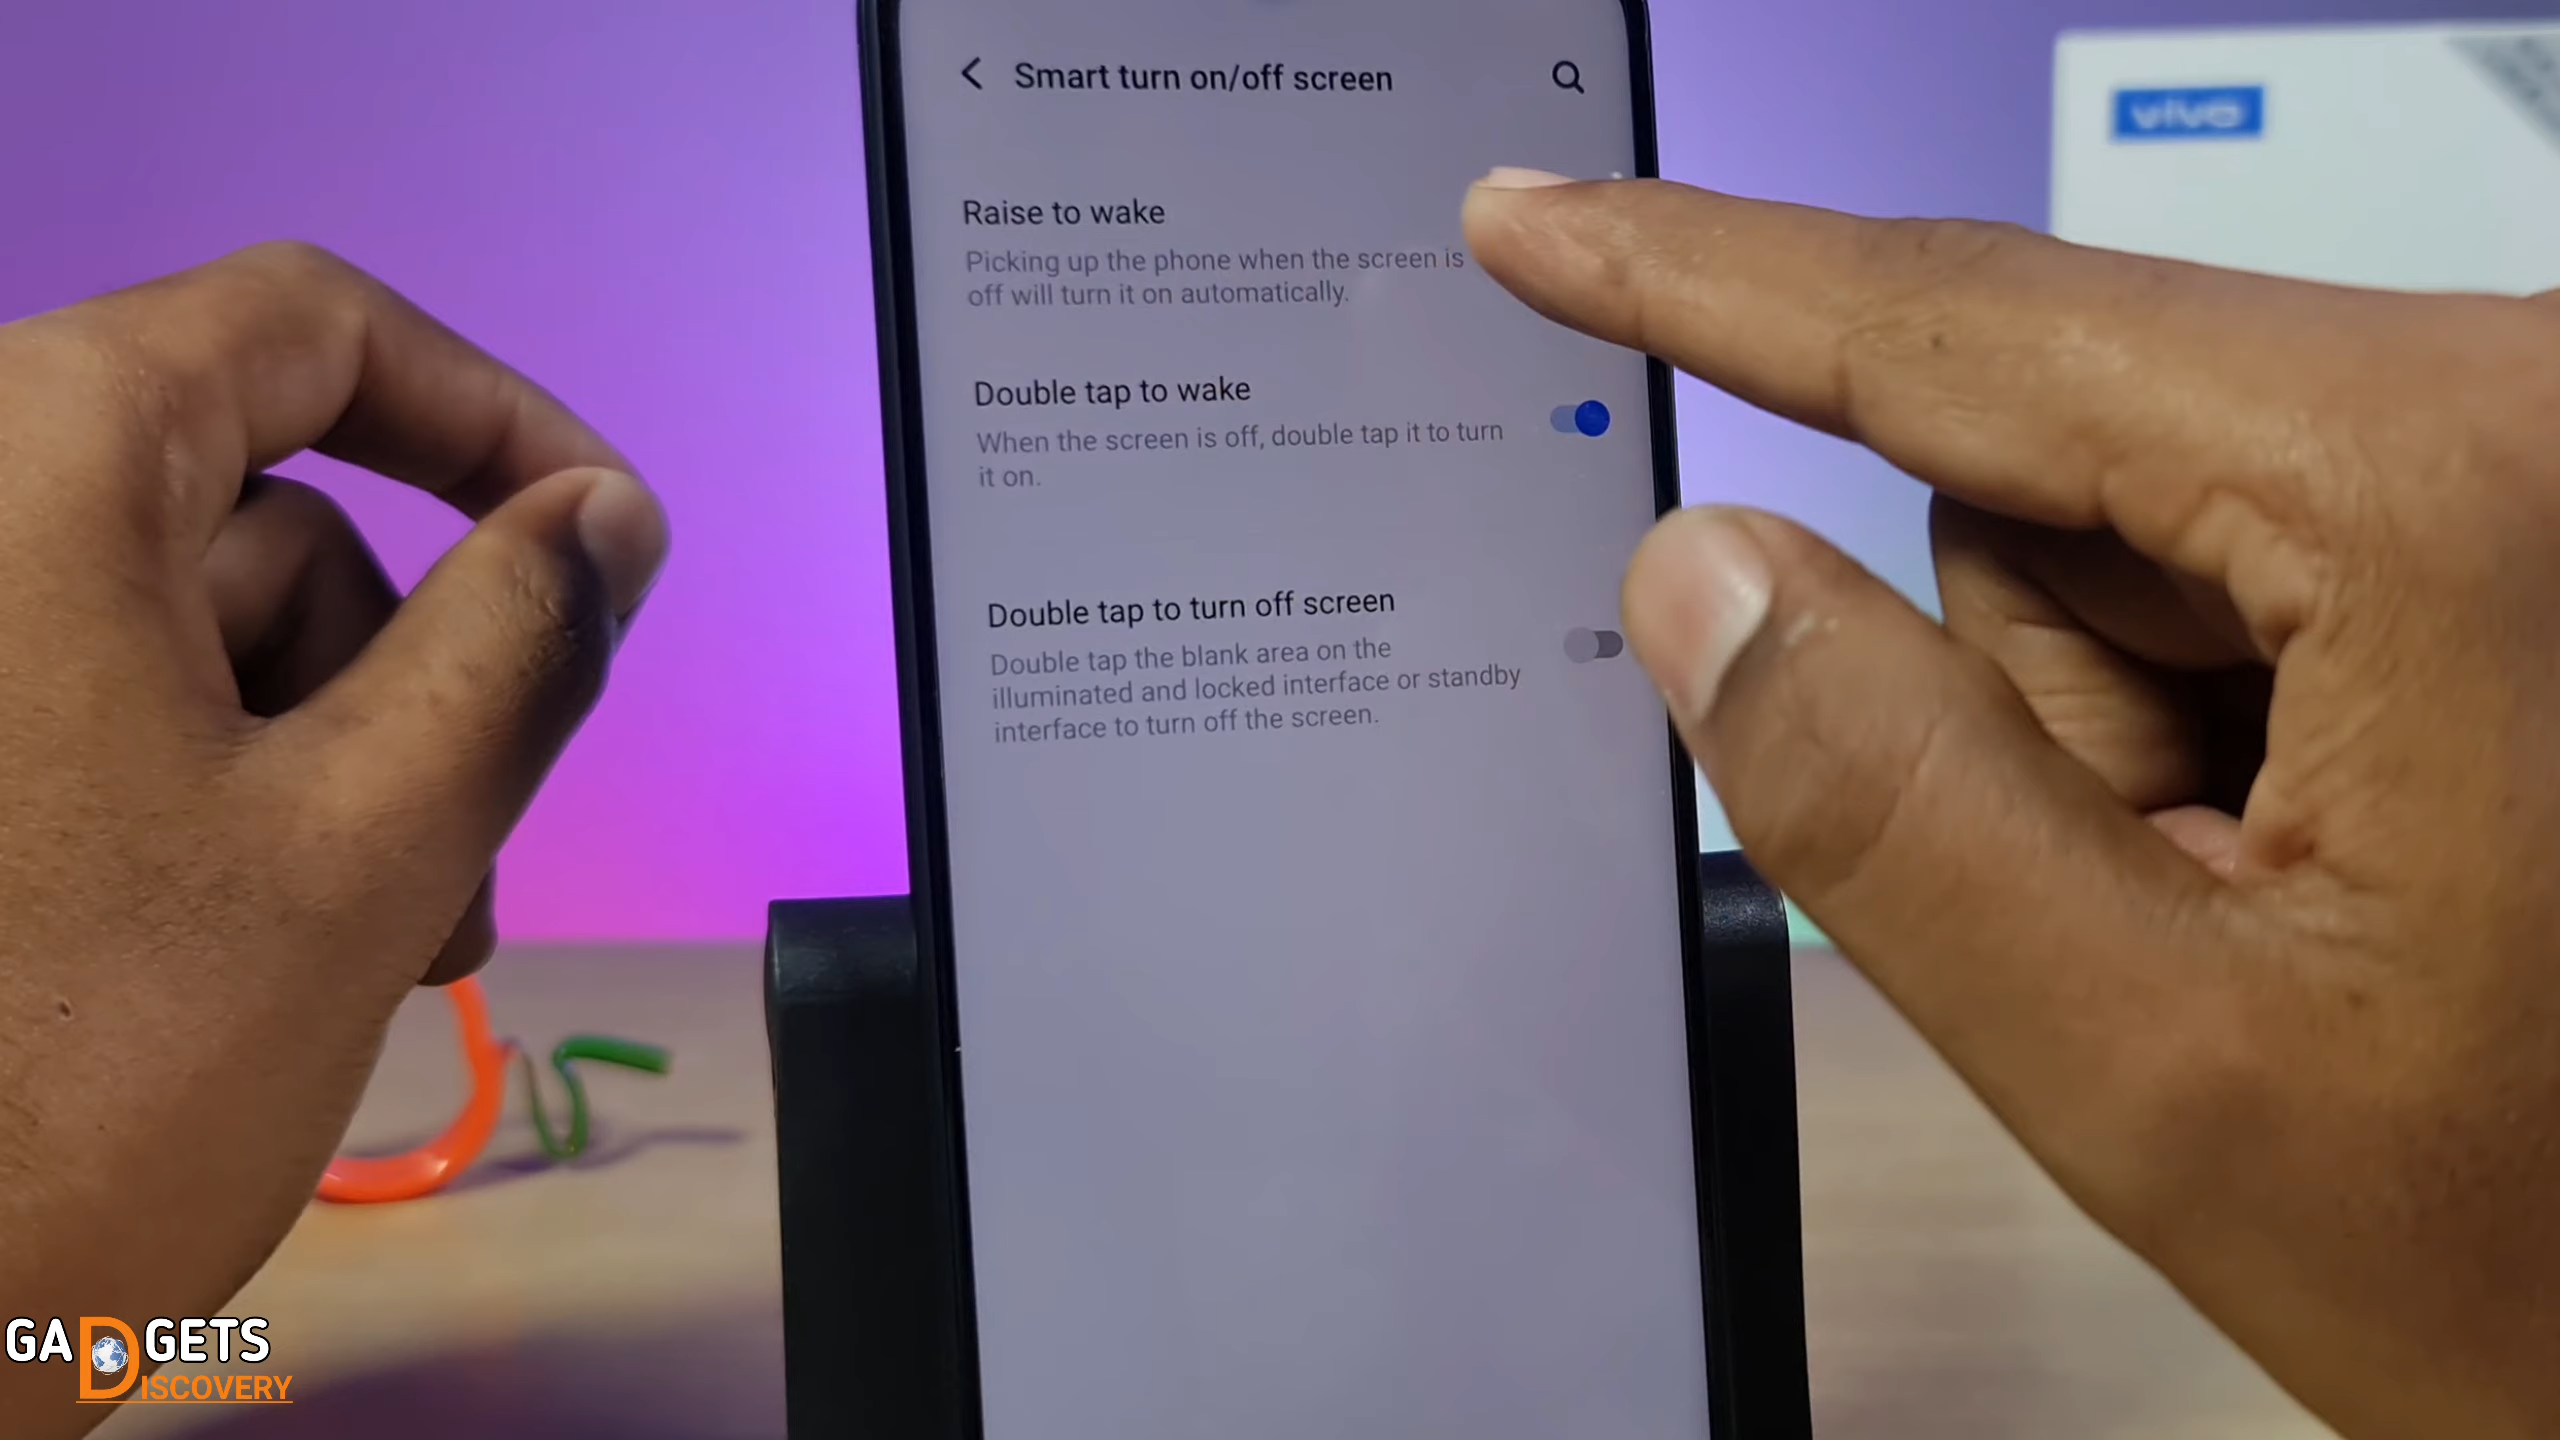 Smart turn on/off screen
vivo
Raise to wake
Picking up the phone when the screen is
off will turn it on automatically.
Double tap to wake
When the screen is off, double tap it to turn
it on.
Double tap to turn off screen
Double tap the blank area on the
illuminated and locked interface or standby
interface to turn off the screen.
GADGETS
DISCOVERY